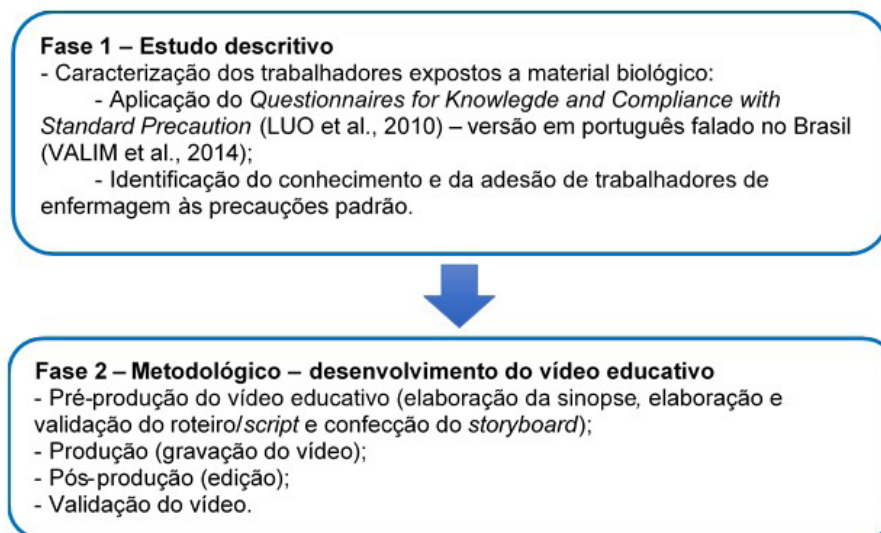 Fase 1 – Estudo descritivo
- Caracterização dos trabalhadores expostos a material biológico:
- Aplicação do Questionnaires for Knowlegde and Compliance with
Standard Precaution (LUO et al., 2010) – versão em português falado no Brasil
(VALIM et al., 2014);
- Identificação do conhecimento e da adesão de trabalhadores de
enfermagem às precauções padrão.
Fase 2 – Metodológico – desenvolvimento do vídeo educativo
- Pré-produção do vídeo educativo (elaboração da sinopse, elaboração e
validação do roteiro/script e confecção do storyboard);
- Produção (gravação do vídeo);
- Pós-produção (edição);
- Validação do vídeo.